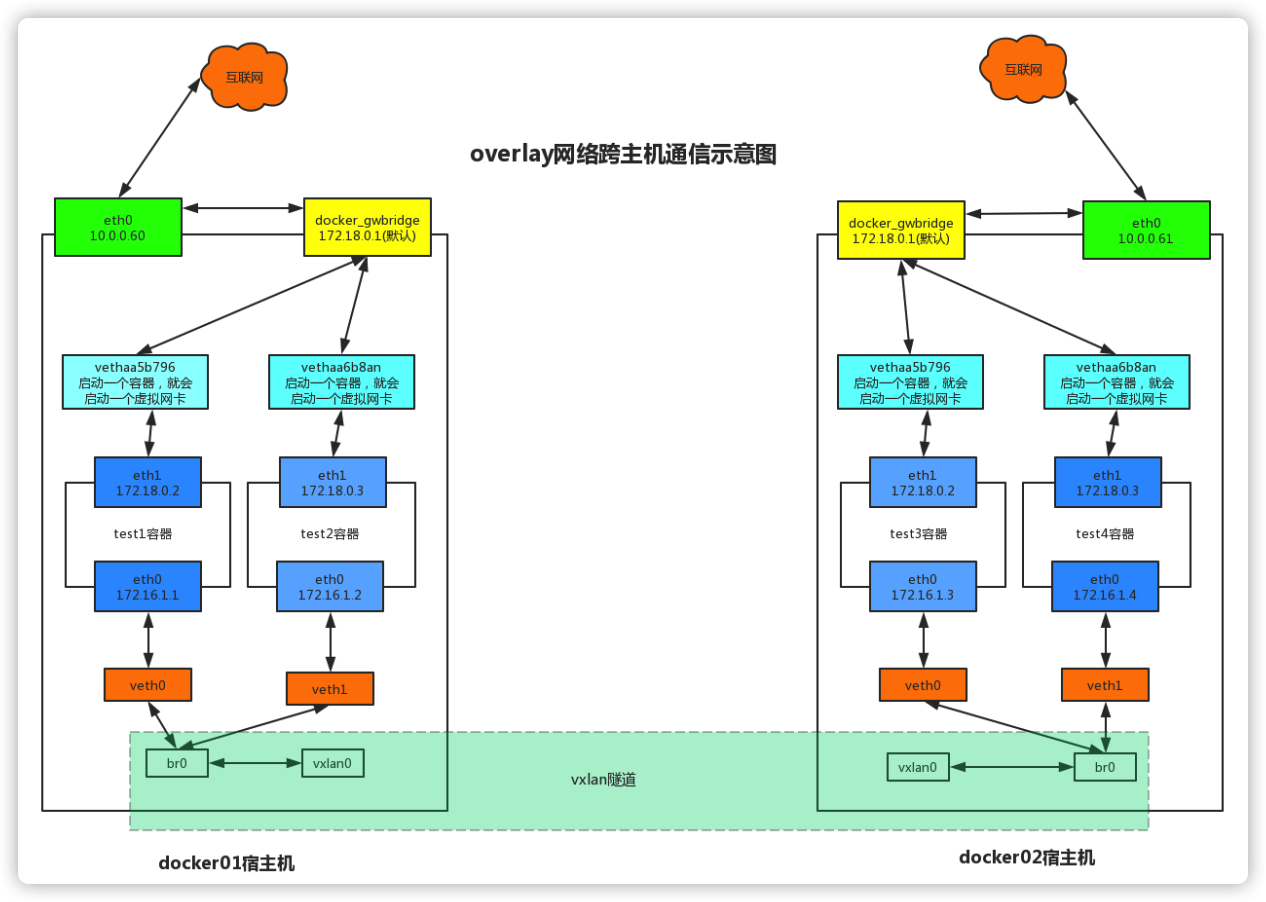 互联网
互联网
overlay网络跨主机通信示意图
eth0
10.0.0.60
docker_gwbridge
172.18.0.1(默认)
docker_gwbridge
172.18.0.1(默认)
eth0
10.0.0.61
vethaa5b796
启动一个容器，就会
启动一个虚拟网卡
vethaa6b8an
启动一个容器，就会
启动一个虚拟网卡
vethaa5b796
启动一个容器，就会
启动一个虚拟网卡
vethaa6b8an
启动一个容器，就会
启动一个虚拟网卡
eth1
172.18.0.2
eth1
172.18.0.3
eth1
172.18.0.2
eth1
172.18.0.3
test1容器
test2容器
test3容器
test4容器
eth0
172.16.1.1
eth0
172.16.1.2
eth0
172.16.1.3
eth0
172.16.1.4
veth0
veth1
veth0
veth1
br0
vxlan0
vxlan隧道
vxlan0
br0
docker01宿主机
docker02宿主机